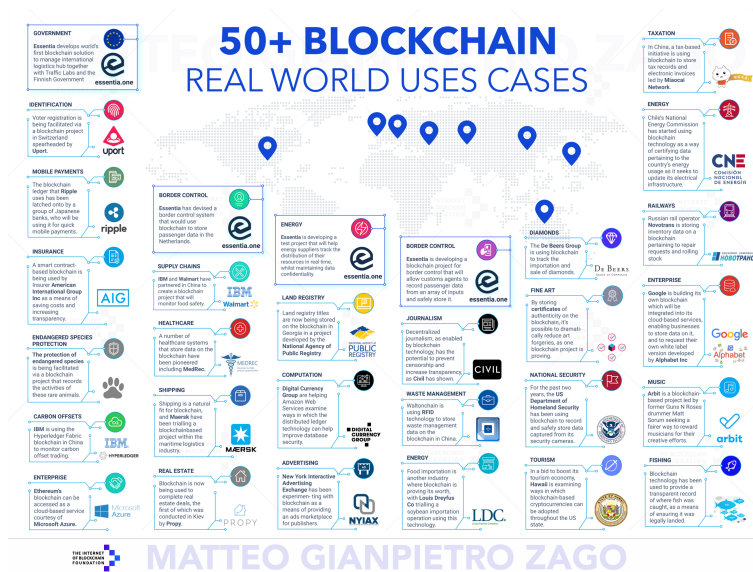 50+ BLOCKCHAIN
REAL WORLD USES CASES
GOVERNMENT
Essentia develops world's
first blockchain solution
to manage international
logistics hub together
with Traffic Labs and the
Finnish Government
essentia.one
IDENTIFICATION
Voter registration is
being facilitated via
a blockchain project
in Switzerland
spearheaded by
Uport.
uport
MOBILE PAYMENTS
The blockchain
ledger that Ripple
uses has been
latched onto by a
group of Japanese
banks, who will be
using it for quick
mobile payments.
ripple
INSURANCE
A smart contract-
based blockchain is
being used by
Insurer American
International Group
Inc as a means of
saving costs and
increasing
transparency.
AIG
ENDANGERED SPECIES
PROTECTION
The protection of
endangered species
is being facilitated
via a blockchain
project that records
the activities of
these rare animals.
CARBON OFFSETS
IBM is using the
Hyperledger Fabric
blockchain in China
to monitor carbon
offset trading.
IBM
HYPERLEDGER
ENTERPRISE
Ethereum's
blockchain can be
accessed as a
cloud-based service
courtesy of
Microsoft Azure.
Microsoft
Azure
BORDER CONTROL
Essentia has devised a
border control system
that would use
blockchain to store
passenger data in the
Netherlands.
essentia.one
SUPPLY CHAINS
IBM and Walmart have
partnered in China to
create a blockchain
project that will
monitor food safety.
IBM
Walmart
HEALTHCARE
A number of
healthcare systems
that store data on the
blockchain have
been pioneered
including MedRec.
MEDREC
SHIPPING
Shipping is a natural
fit for blockchain,
and Maersk have
been trialling a
blockchainbased
project within the
maritime logistics
industry.
MÆRSK
REAL ESTATE
Blockchain is now
being used to
complete real
estate deals, the
first of which was
conducted in Kiev
by Propy.
PROPY
ENERGY
Essentia is developing a
test project that will help
energy suppliers track the
distribution of their
resources in real time,
whilst maintaining data
confidentiality.
essentia.one
LAND REGISTRY
Land registry titles
are now being stored
on the blockchain in
Georgia in a project
developed by the
National Agency of
Public Registry.
PUBLIC
REGISTRY
COMPUTATION
Digital Currency
Group are helping
Amazon Web
Services examine
ways in which the
distributed ledger
technology can help
improve database
security.
DIGITAL
CURRENCY
GROUP
ADVERTISING
New York Interactive
Advertising
Exchange has been
experimen- ting with
blockchain as a
means of providing
an ads marketplace
for publishers.
NYIAX
BORDER CONTROL
Essentia is developing a
blockchain project for
border control that will
allow customs agents to
record passenger data
from an array of inputs
and safely store it.
essentia.one
JOURNALISM
Decentralized
journalism, as enabled
by blockchain
technology, has the
potential to prevent
censorship and
increase transparency,
as Civil has shown.
CIVIL
WASTE MANAGEMENT
Waltonchain is
using RFID
technology to store
waste management
data on the
blockchain in China.
ENERGY
Food importation is
another industry
where blockchain is
proving its worth,
with Louis Dreyfus
Co trialling a
soybean importation
operation using this
technology.
LDC.
DIAMONDS
The De Beers Group
is using blockchain
to track the
importation and
sale of diamonds.
DE BEERS
FINE ART
By storing
certificates of
authenticity on the
blockchain, it's
possible to dramati-
cally reduce art
forgeries, as one
blockchain project is
proving.
NATIONAL SECURITY
For the past two
years, the US
Department of
Homeland Security
has been using
blockchain to record
and safely store data
captured from its
security cameras.
TOURISM
In a bid to boost its
tourism economy,
Hawaii is examining
ways in which
blockchain-based
cryptocurrencies can
be adopted
throughout the US
state.
TAXATION
In China, a tax-based
initiative is using
blockchain to store
tax records and
electronic invoices
led by Miaocai
Network.
ENERGY
Chile's National
Energy Commission
has started using
blockchain
technology as a way
of certifying data
pertaining to the
country's energy
usage as it seeks to
update its electrical
infrastructure.
CNE
COMISIÓN
NACIONAL
DE ENERGÍA
RAILWAYS
Russian rail operator
Novotrans is storing
inventory data on a
blockchain
pertaining to repair
requests and rolling
stock.
НОВОТРАНС
ENTERPRISE
Google is building its
own blockchain
which will be
integrated into its
cloud-based services,
enabling businesses
to store data on it,
and to request their
own white label
version developed
by Alphabet Inc
Google
Alphabet
MUSIC
Arbit is a blockchain-
based project led by
former Guns N Roses
drummer Matt
Sorum seeking a
fairer way to reward
musicians for their
creative efforts.
arbit
FISHING
Blockchain
technology has been
used to provide a
transparent record
of where fish was
caught, as a means
of ensuring it was
legally landed.
THE INTERNET
OF BLOCKCHAIN
FOUNDATION
MATTEO GIANPIETRO ZAGO